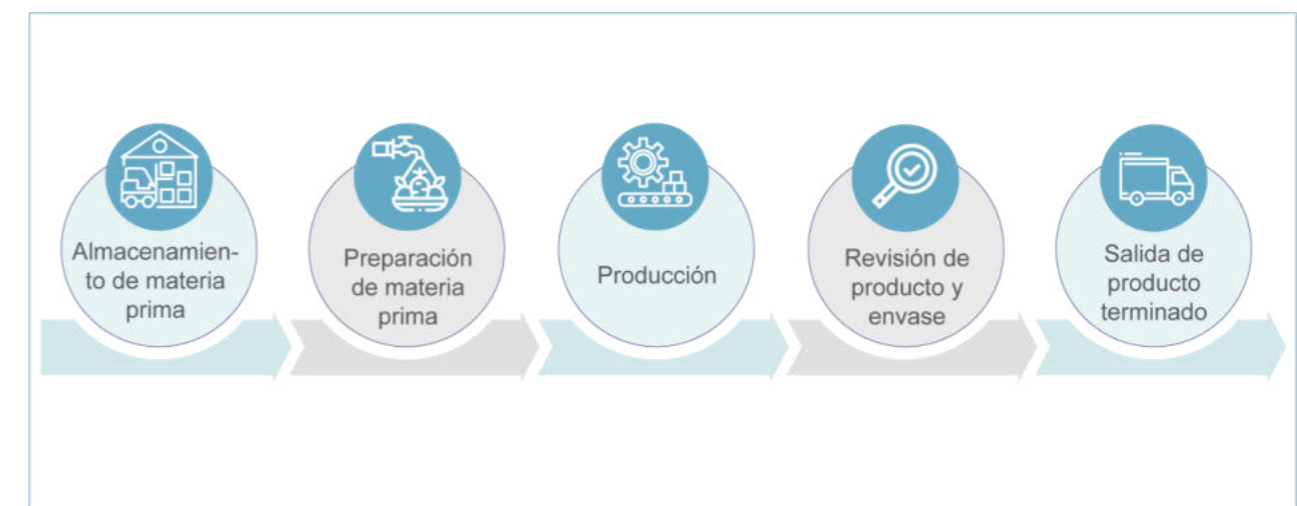 Almacenamien-
to de materia
prima
Preparación
de materia
prima
Producción
Revisión de
producto y
envase
Salida de
producto
terminado